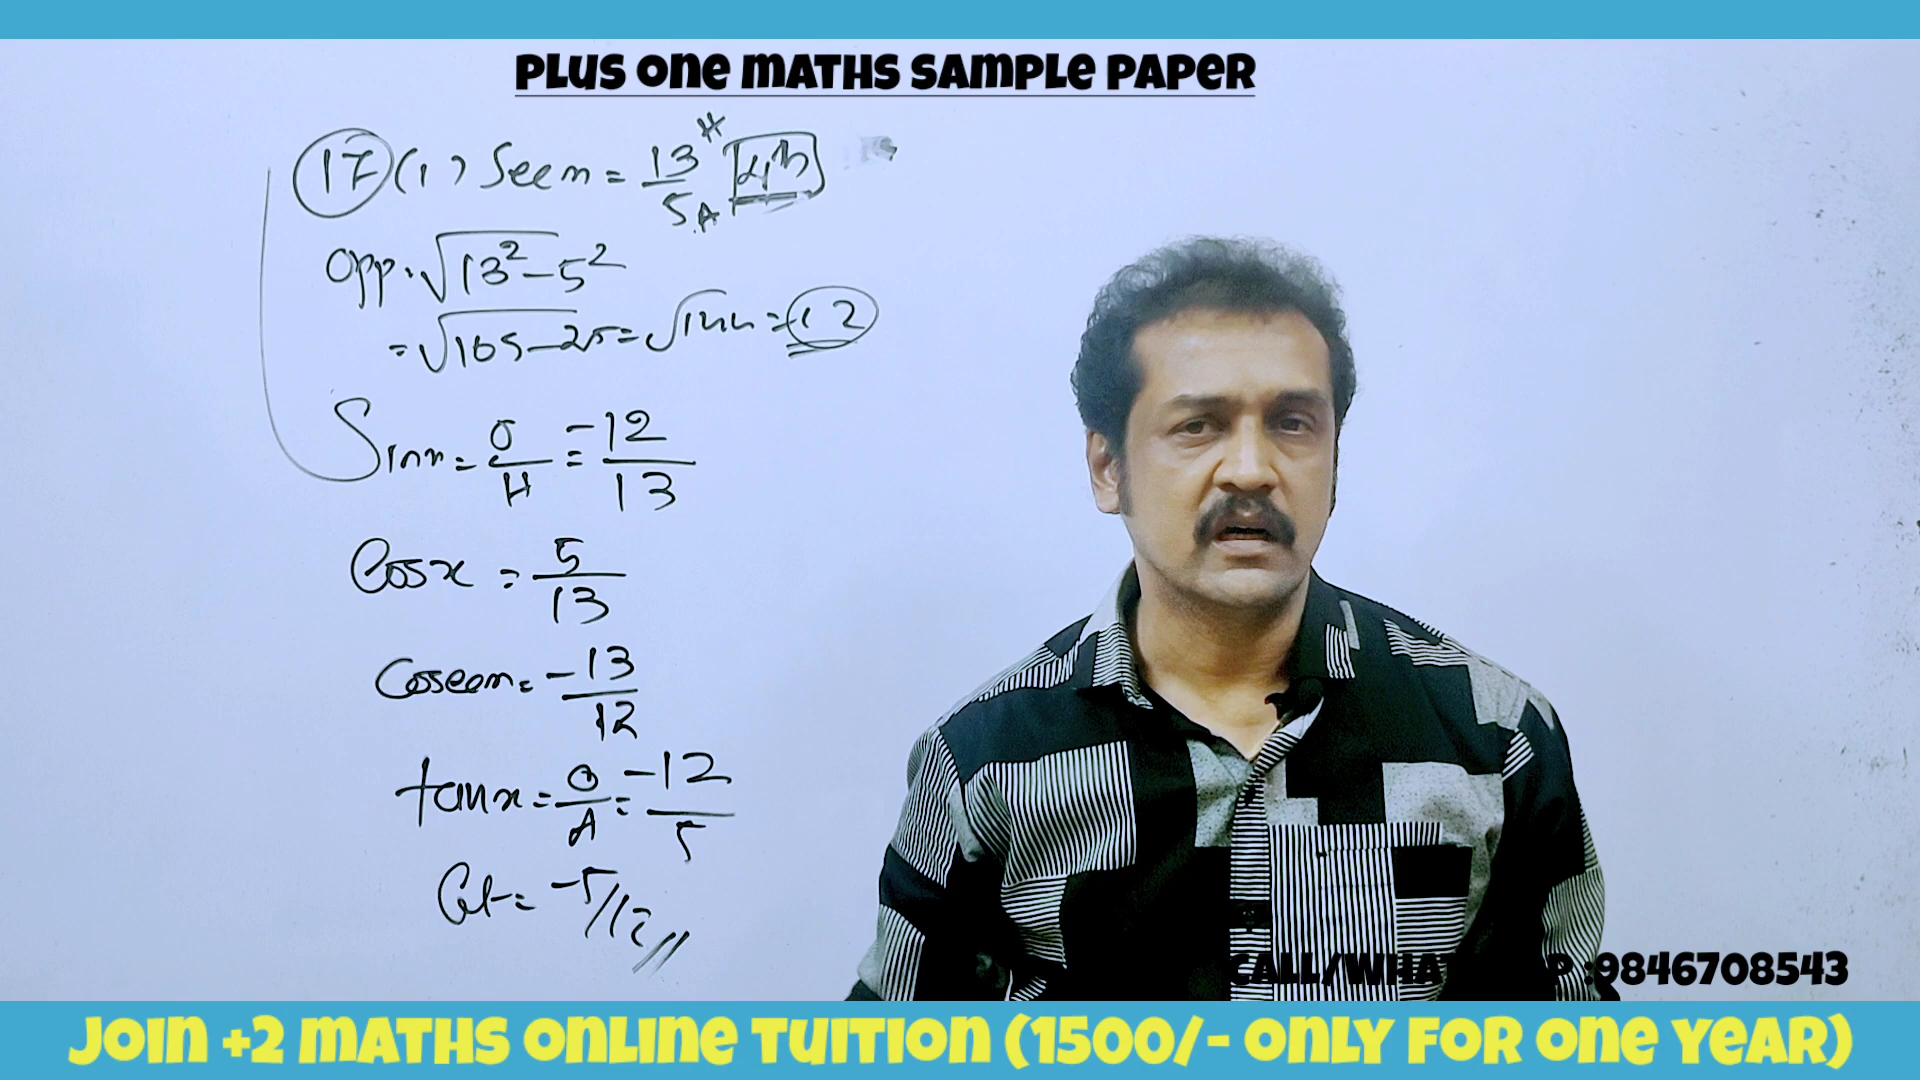 PLUS ONE MATHS SAMPLE PAPER
17 (1) Secx = 13/5 H A 4th
opp. √13² - 5²
= √169 - 25 = √144 = 12
Sinx = O/H = -12/13
Cosx = 5/13
Cosecx = -13/12
tanx = O/A = -12/5
Cot = -5/12
:9846708543
JOIN +2 MATHS ONLINE TUITION (1500/- ONLY FOR ONE YEAR)